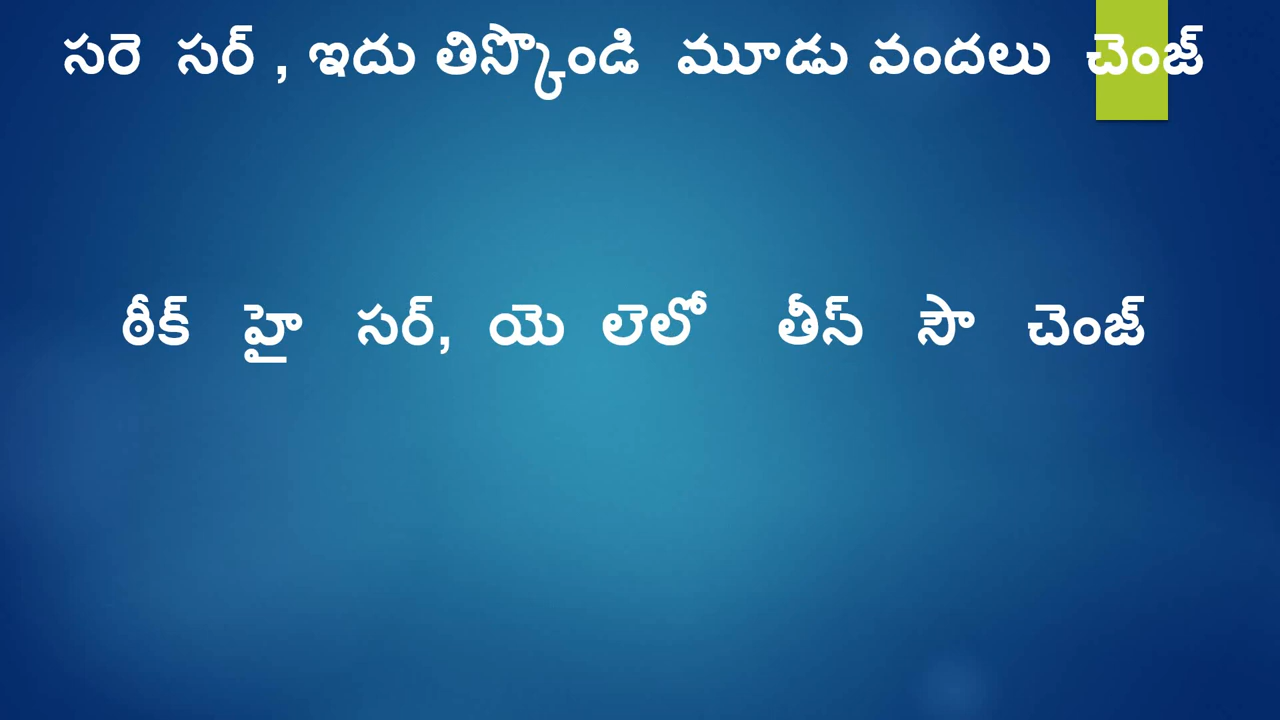 సరె సర్ , ఇదు తిస్కొండి మూడు వందలు చెంజ్
ఠీక్ హై సర్, యె లెలో తీస్ సౌ చెంజ్